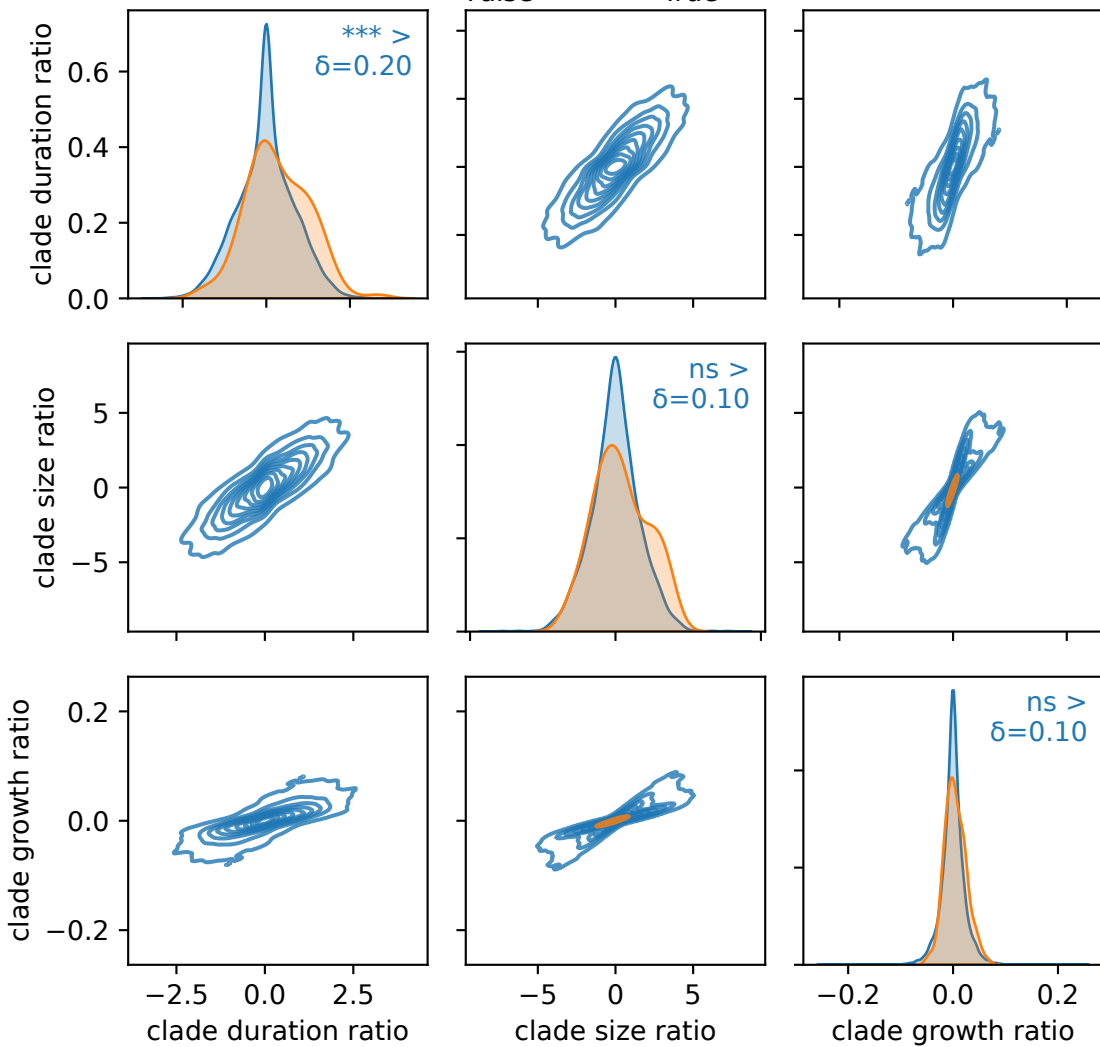 clade duration ratio
0.6
0.4
0.2
0.0
*** >
δ=0.20
clade size ratio
5
0
−5
ns >
δ=0.10
clade growth ratio
0.2
0.0
−0.2
ns >
δ=0.10
−2.5 0.0 2.5
−5 0 5
−0.2 0.0 0.2
clade duration ratio
clade size ratio
clade growth ratio